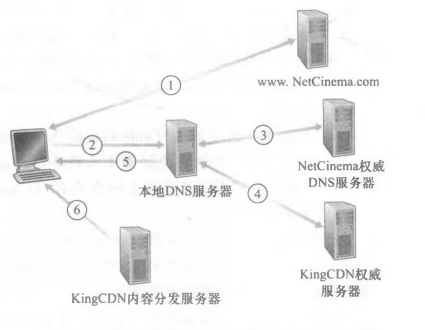 ①
www. NetCinema.com
②
③
⑤
NetCinema权威
DNS服务器
本地DNS服务器
④
⑥
KingCDN权威
服务器
KingCDN内容分发服务器